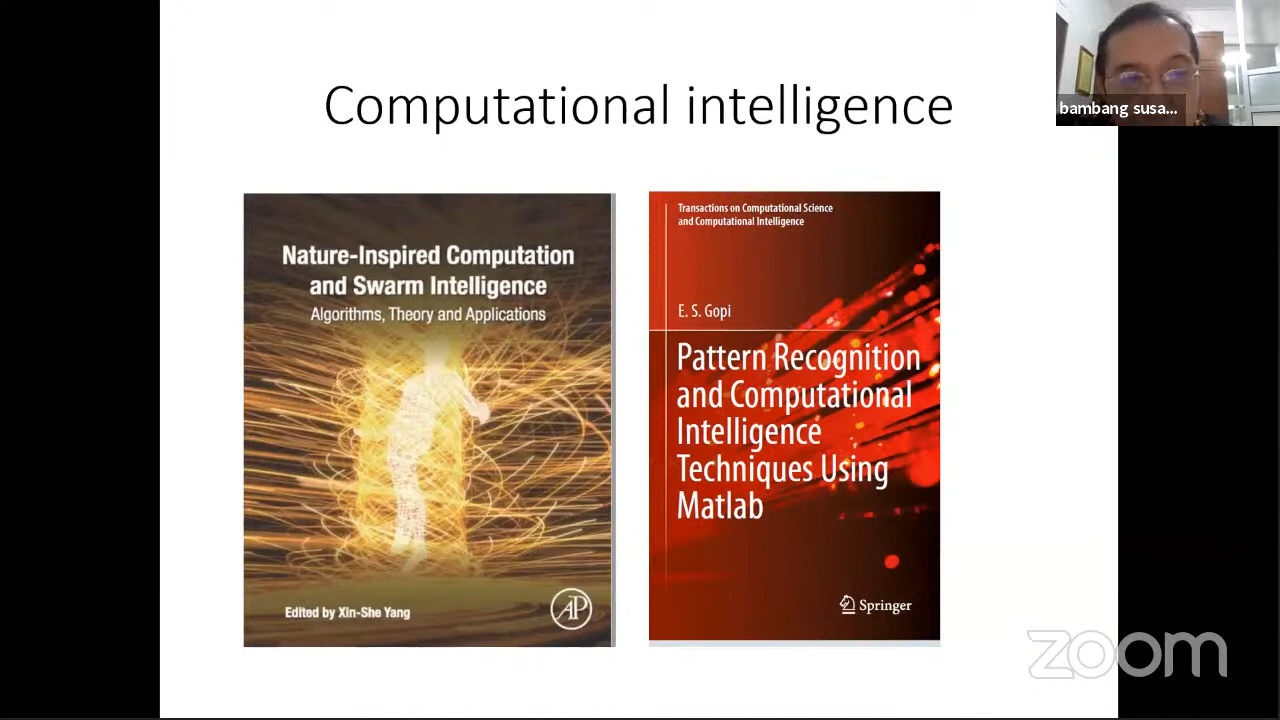 Computational intelligence
bambang susa...
Nature-Inspired Computation
and Swarm Intelligence
Algorithms, Theory and Applications
Edited by Xin-She Yang
AP
Transactions on Computational Science
and Computational Intelligence
E. S. Gopi
Pattern Recognition
and Computational
Intelligence
Techniques Using
Matlab
Springer
zoom